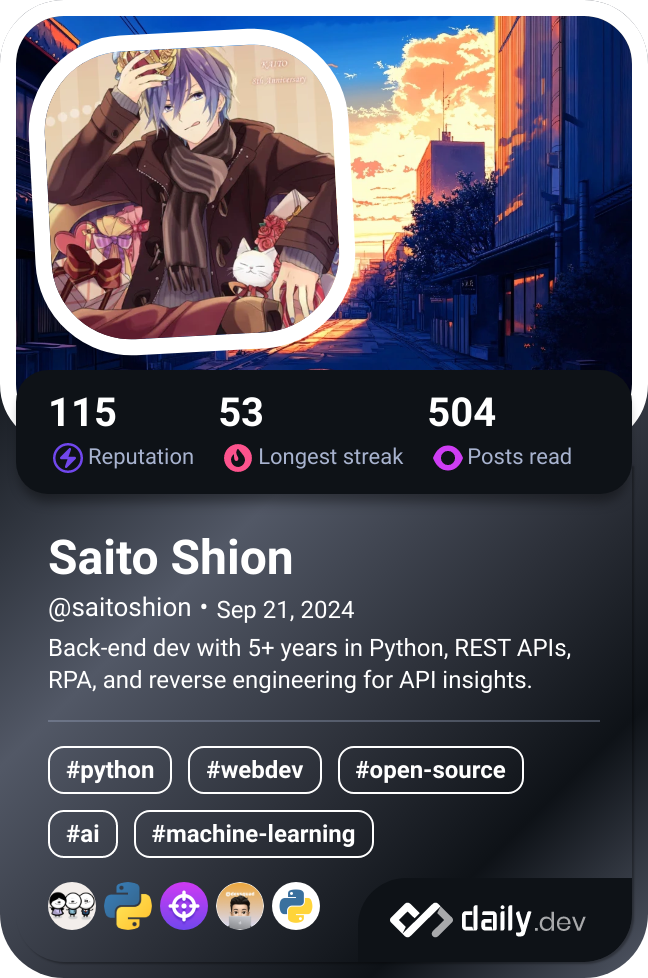 KAITO
115
53
504
Reputation
Longest streak
Posts read
Saito Shion
@saitoshion • Sep 21, 2024
Back-end dev with 5+ years in Python, REST APIs,
RPA, and reverse engineering for API insights.
#python
#webdev
#open-source
#ai
#machine-learning
daily.dev